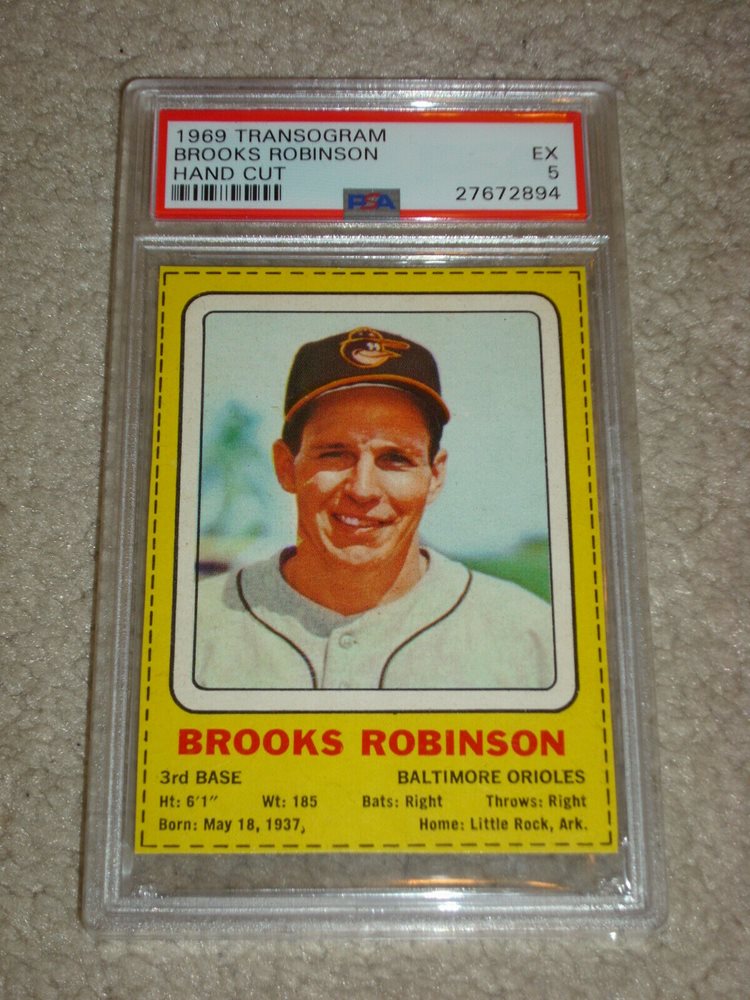 1969 TRANSOGRAM
BROOKS ROBINSON EX
HAND CUT 5
PSA 27672894
BROOKS ROBINSON
3rd BASE BALTIMORE ORIOLES
Ht: 6'1" Wt: 185 Bats: Right Throws: Right
Born: May 18, 1937, Home: Little Rock, Ark.